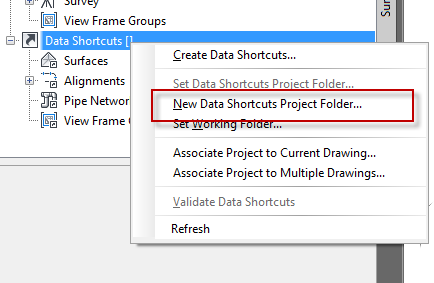 Survey
View Frame Groups
Data Shortcuts []
Surfaces
Alignments
Pipe Networ
View Frame
Create Data Shortcuts...
Set Data Shortcuts Project Folder...
New Data Shortcuts Project Folder...
Set Working Folder...
Associate Project to Current Drawing...
Associate Project to Multiple Drawings...
Validate Data Shortcuts
Refresh